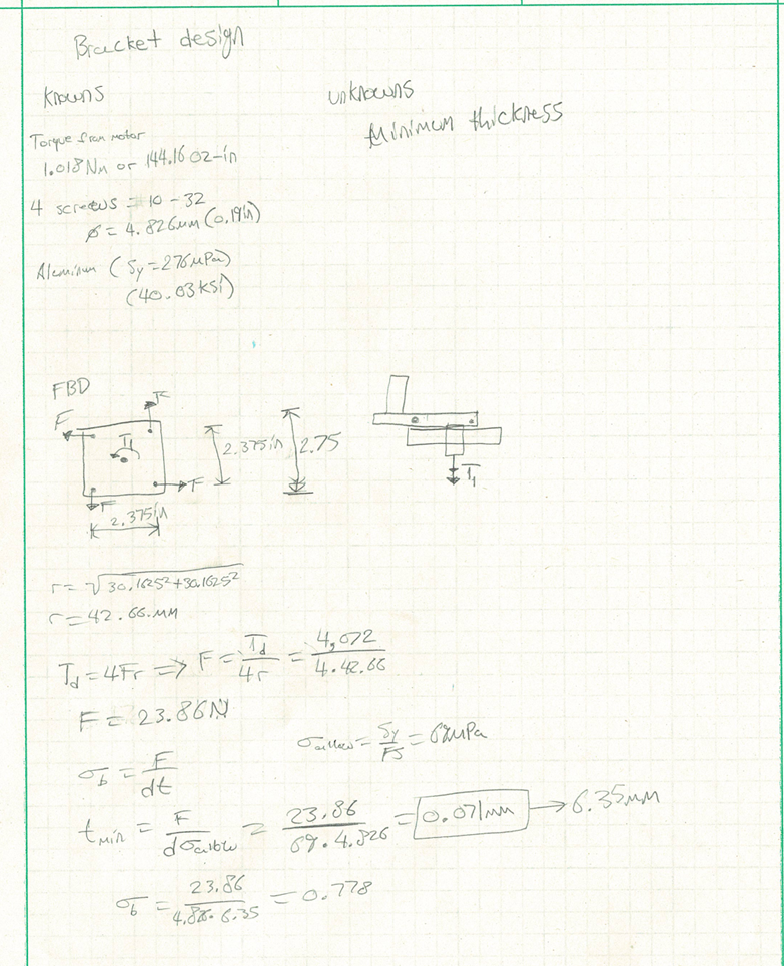 Bracket design
Knowns
unknowns
Minimum thickness
Torque from motor
1.018Nm or 144.16 oz-in
4 screws = 10-32
ø = 4.826mm (0.19in)
Aluminum (Sy = 276MPa)
(40.03ksi)
FBD
F
F
T₁
2.375in
2.75
F
F
2.375in
T₁
r = √30.1625²+30.1625²
r = 42.66mm
Td = 4Fr => F = Td/4r = 4,072/4·42.66
F = 23.86N
σallow = Sy/FS = 69MPa
σb = F/dt
tmin = F/dσallow = 23.86/69·4.826 = 0.071mm → 6.35mm
σb = 23.86/4.826·6.35 = 0.778